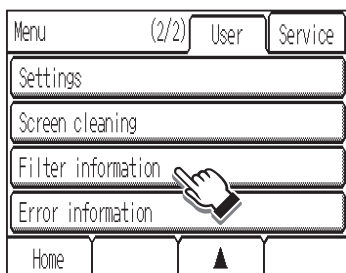 Menu (2/2) User Service
Settings
Screen cleaning
Filter information
Error information
Home ▲